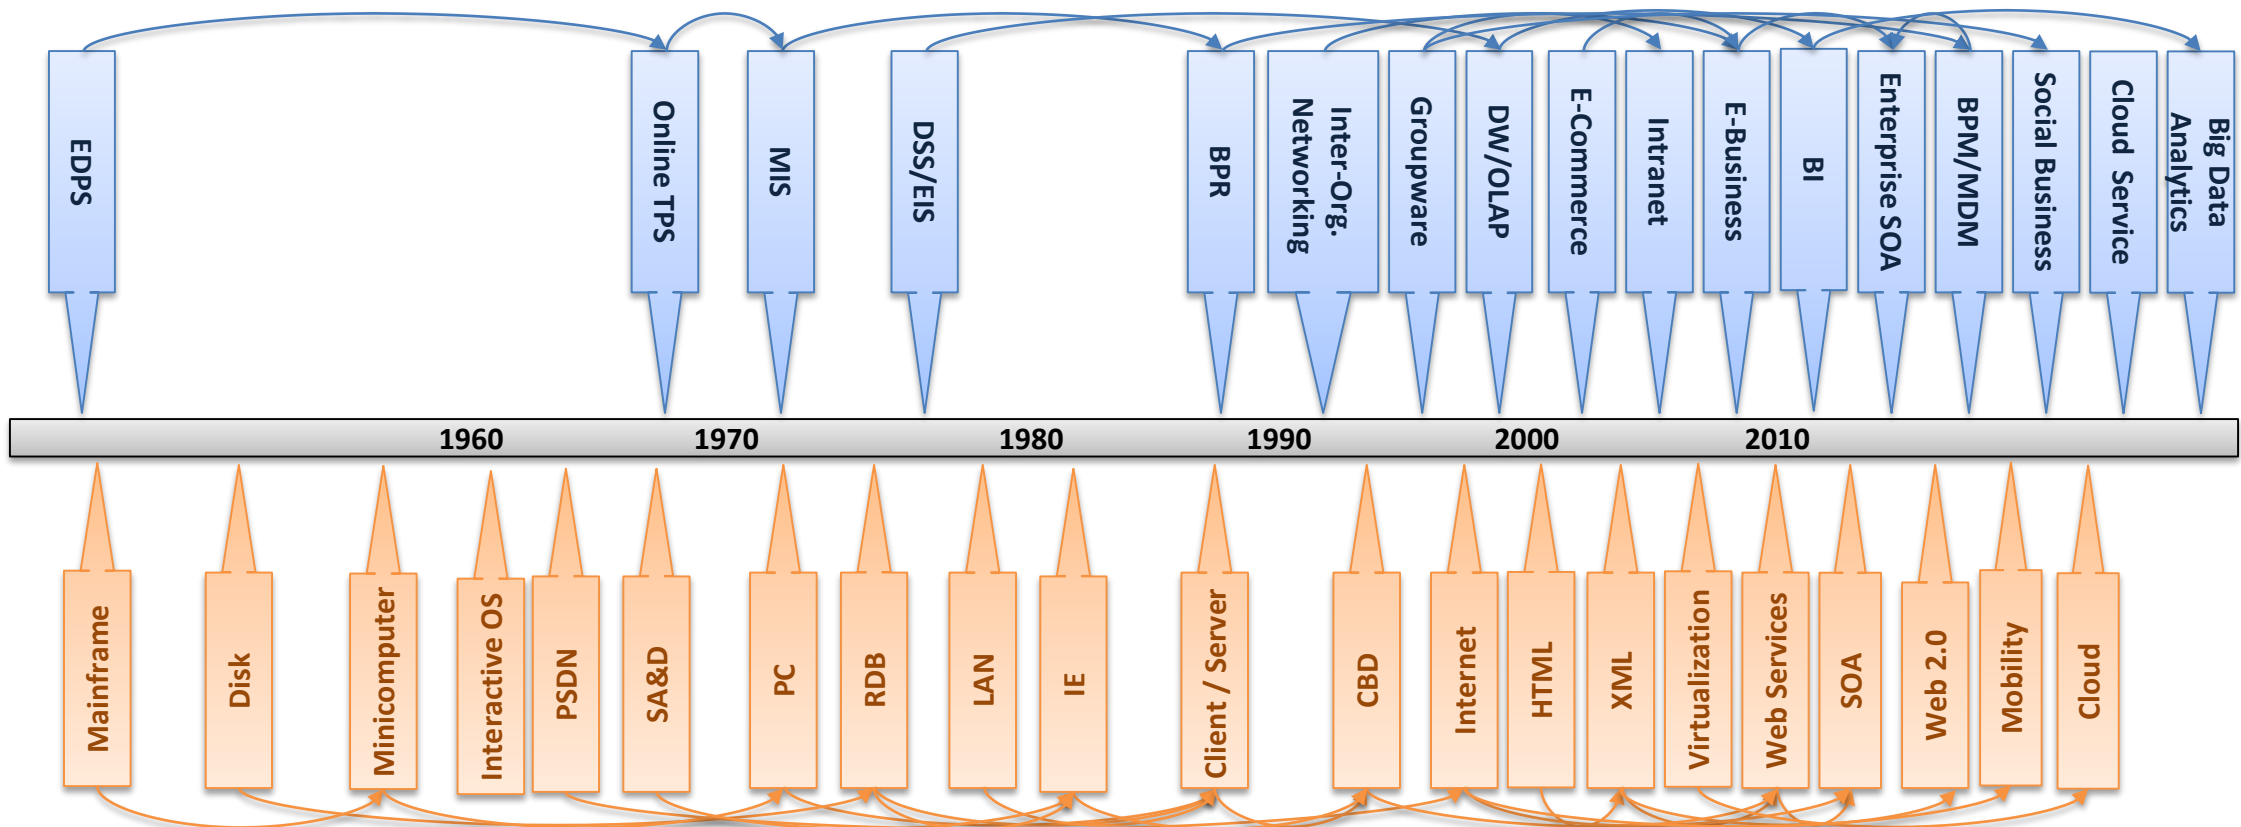 EDPS
Online TPS
MIS
DSS/EIS
BPR
Inter-Org.
Networking
Groupware
DW/OLAP
E-Commerce
Intranet
E-Business
BI
Enterprise SOA
BPM/MDM
Social Business
Cloud Service
Big Data
Analytics
1960
1970
1980
1990
2000
2010
Mainframe
Disk
Minicomputer
Interactive OS
PSDN
SA&D
PC
RDB
LAN
IE
Client / Server
CBD
Internet
HTML
XML
Virtualization
Web Services
SOA
Web 2.0
Mobility
Cloud